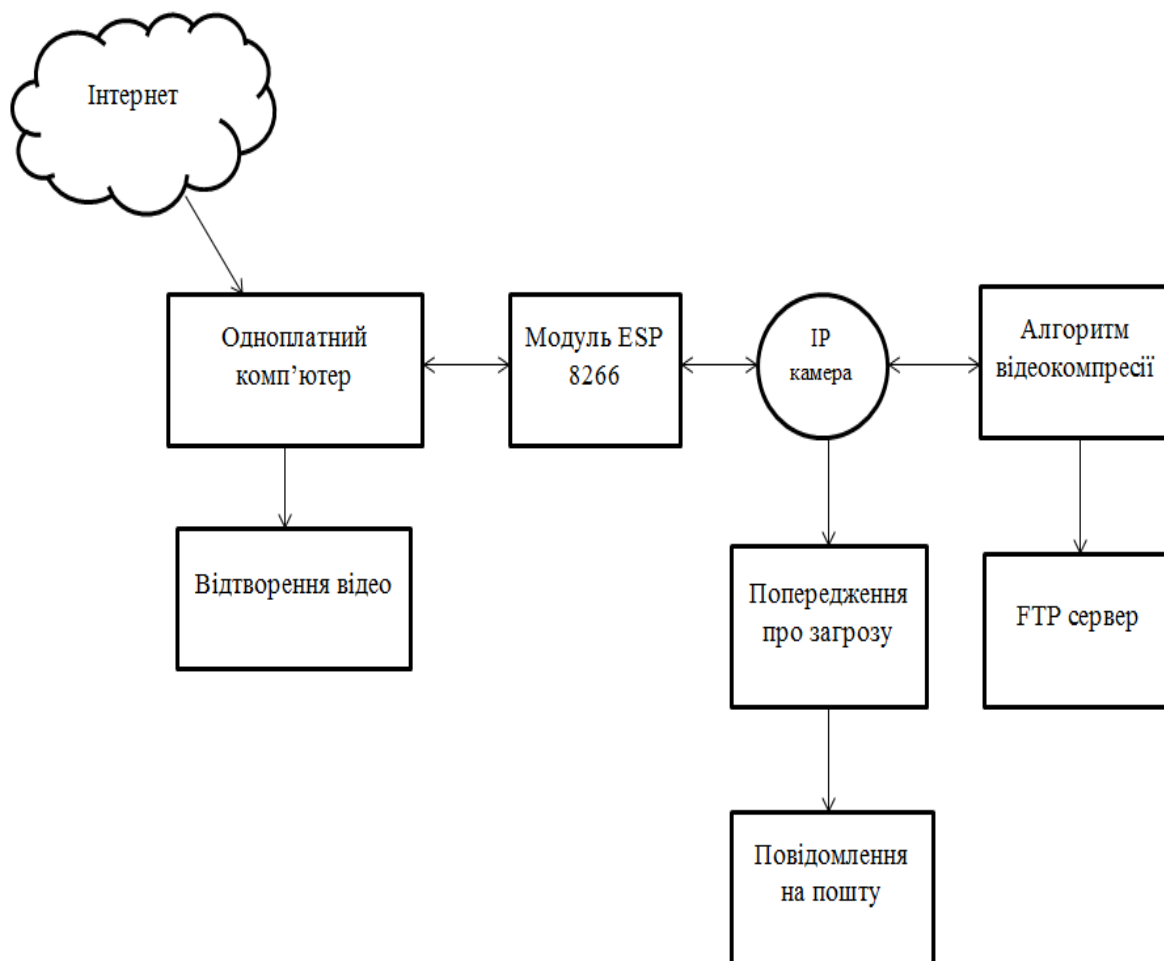 Інтернет
Одноплатний
комп’ютер
Модуль ESP
8266
IP
камера
Алгоритм
відеокомпресії
Відтворення відео
Попередження
про загрозу
FTP сервер
Повідомлення
на пошту